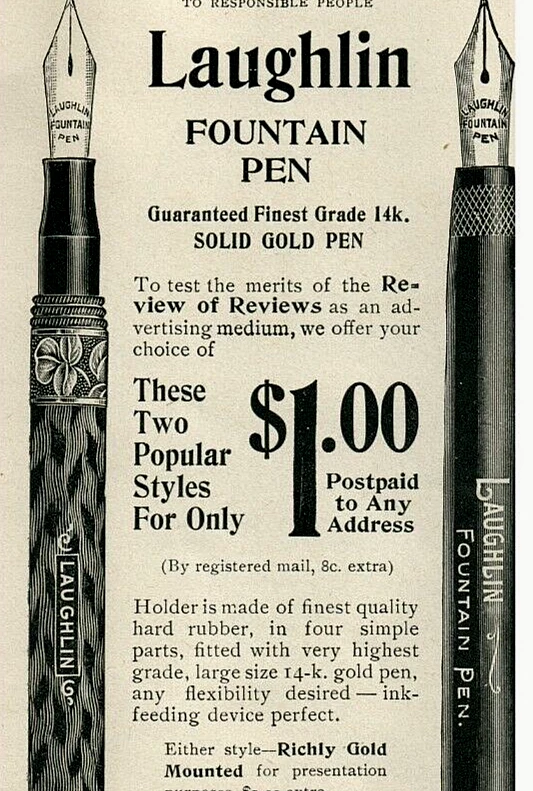 TO RESPONSIBLE PEOPLE
Laughlin
FOUNTAIN
PEN
Guaranteed Finest Grade 14k.
SOLID GOLD PEN
To test the merits of the Re-
view of Reviews as an ad-
vertising medium, we offer your
choice of
These
Two
Popular
Styles
For Only
$1.00
Postpaid
to Any
Address
(By registered mail, 8c. extra)
Holder is made of finest quality
hard rubber, in four simple
parts, fitted with very highest
grade, large size 14-k. gold pen,
any flexibility desired — ink-
feeding device perfect.
Either style—Richly Gold
Mounted for presentation
LAUGHLIN
FOUNTAIN
PEN
LAUGHLIN
LAUGHLIN
FOUNTAIN
PEN
LAUGHLIN
FOUNTAIN PEN.